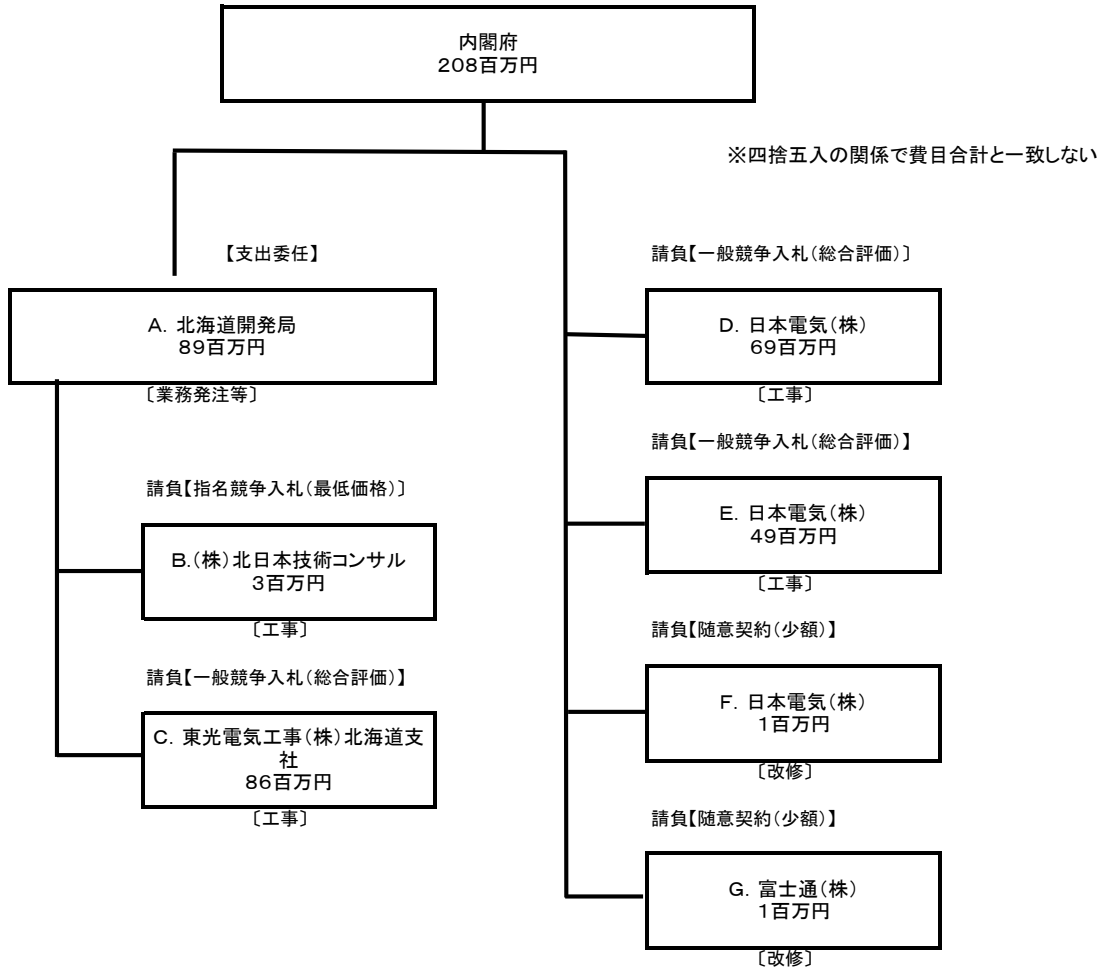 内閣府
208百万円
※四捨五入の関係で費目合計と一致しない
【支出委任】
A．北海道開発局
89百万円
〔業務発注等〕
請負【指名競争入札（最低価格）〕
B.（株）北日本技術コンサル
3百万円
〔工事〕
請負【一般競争入札（総合評価）】
C．東光電気工事（株）北海道支
社
86百万円
〔工事〕
請負【一般競争入札（総合評価）〕
D．日本電気（株）
69百万円
〔工事〕
請負【一般競争入札（総合評価）】
E．日本電気（株）
49百万円
〔工事〕
請負【随意契約（少額）】
F．日本電気（株）
1百万円
〔改修〕
請負【随意契約（少額）】
G．富士通（株）
1百万円
〔改修〕